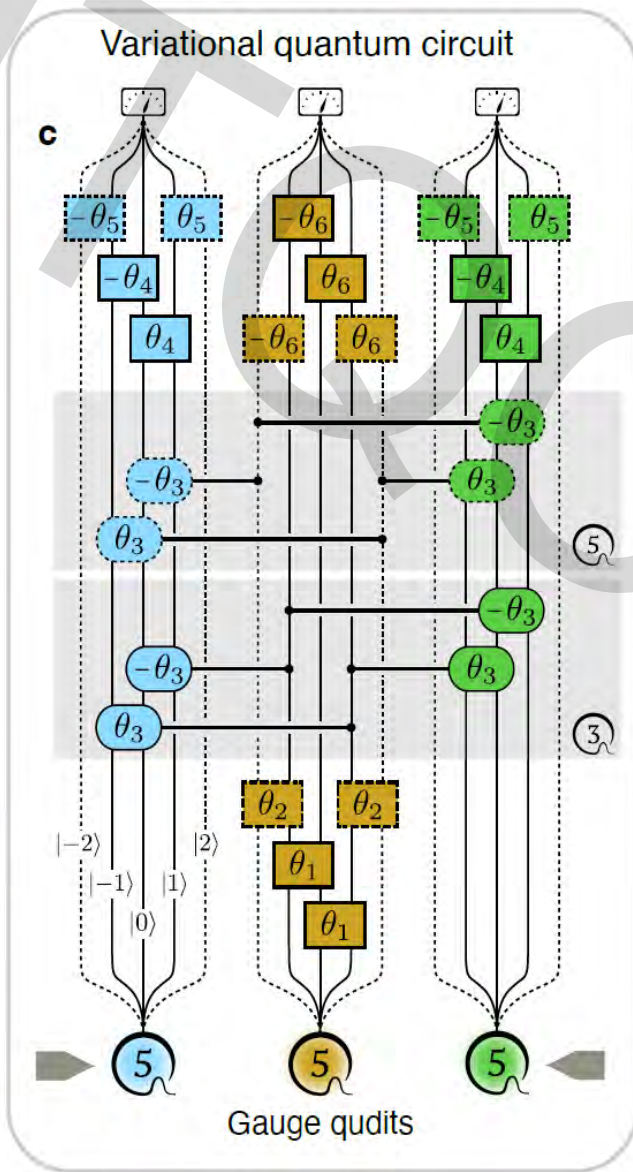 Variational quantum circuit
c
-θ5 θ5 -θ6 -θ5 θ5
-θ4 θ6 -θ4
θ4 -θ6 θ6 θ4
-θ3
-θ3 θ3
θ3 5
-θ3
-θ3 θ3
θ3 3
θ2 θ2
|-2⟩ |2⟩
θ1
|-1⟩ |1⟩
|0⟩ θ1
5 5 5
Gauge qudits